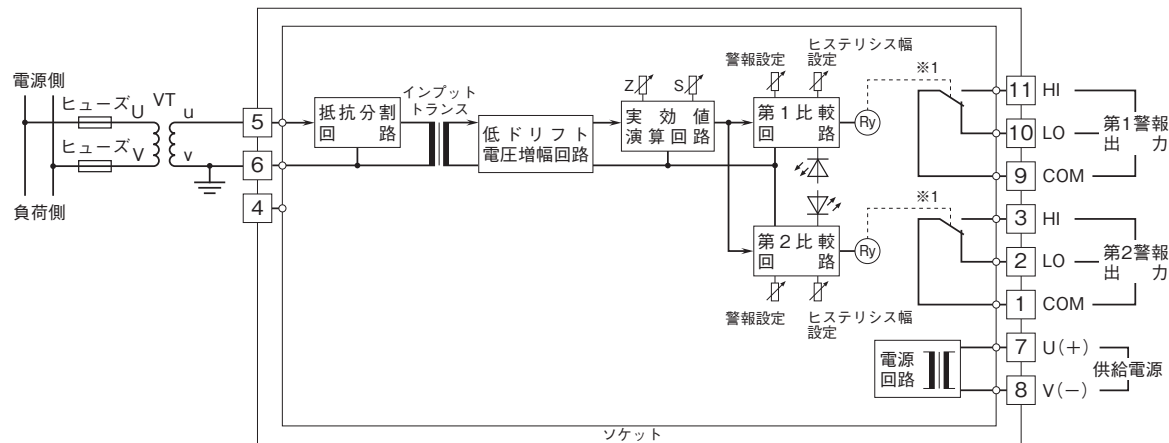 電源側
ヒューズ
U
VT
u
ヒューズ
V
v
負荷側
5
6
4
抵抗分割
回路
インプット
トランス
低ドリフト
電圧増幅回路
Z
S
実効値
演算回路
警報設定
ヒステリシス幅
設定
第1比較
回路
Ry
※1
11 HI
10 LO
9 COM
第1警報
出力
第2比較
回路
Ry
※1
警報設定
ヒステリシス幅
設定
3 HI
2 LO
1 COM
第2警報
出力
電源
回路
7 U(+)
8 V(−)
供給電源
ソケット